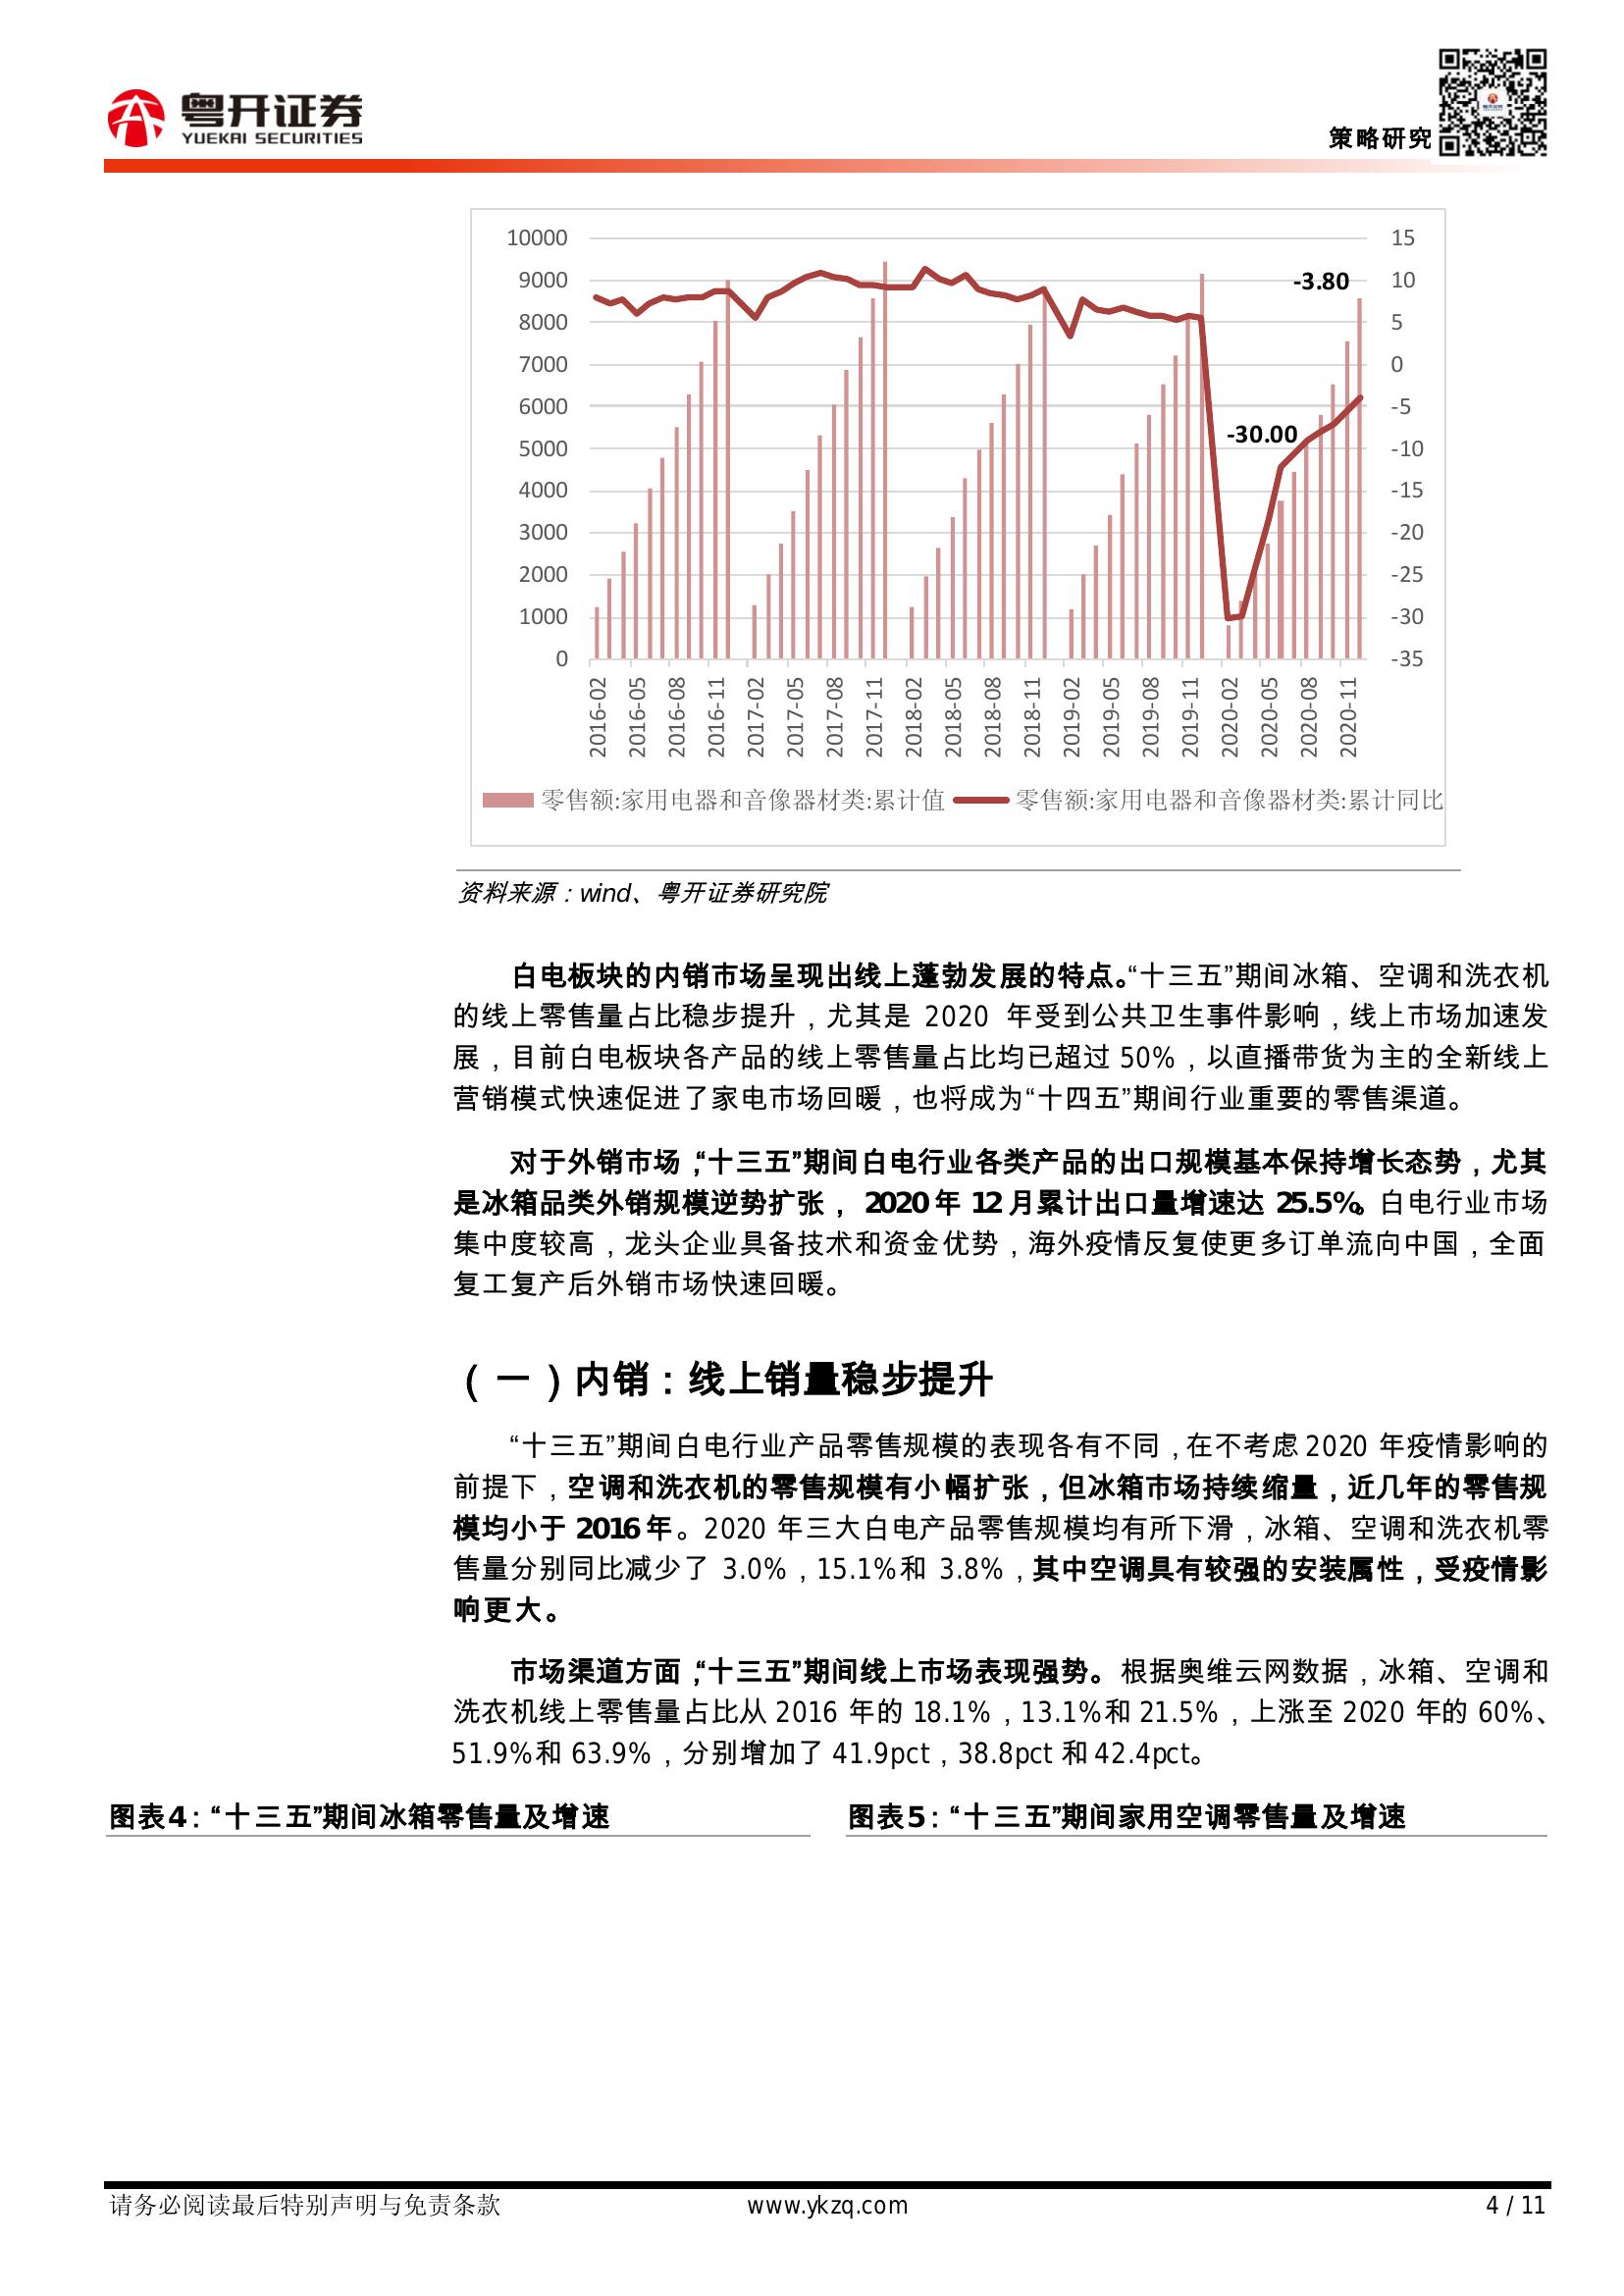 粤开证券
YUEKAI SECURITIES
策略研究
10000
9000
8000
7000
6000
5000
4000
3000
2000
1000
0
15
10
5
0
-5
-10
-15
-20
-25
-30
-35
-3.80
-30.00
2016-02
2016-05
2016-08
2016-11
2017-02
2017-05
2017-08
2017-11
2018-02
2018-05
2018-08
2018-11
2019-02
2019-05
2019-08
2019-11
2020-02
2020-05
2020-08
2020-11
零售额:家用电器和音像器材类:累计值 零售额:家用电器和音像器材类:累计同比
资料来源：wind、粤开证券研究院
白电板块的内销市场呈现出线上蓬勃发展的特点。“十三五”期间冰箱、空调和洗衣机
的线上零售量占比稳步提升，尤其是 2020 年受到公共卫生事件影响，线上市场加速发
展，目前白电板块各产品的线上零售量占比均已超过 50%，以直播带货为主的全新线上
营销模式快速促进了家电市场回暖，也将成为“十四五”期间行业重要的零售渠道。
对于外销市场，“十三五”期间白电行业各类产品的出口规模基本保持增长态势，尤其
是冰箱品类外销规模逆势扩张，2020 年 12 月累计出口量增速达 25.5%。白电行业市场
集中度较高，龙头企业具备技术和资金优势，海外疫情反复使更多订单流向中国，全面
复工复产后外销市场快速回暖。
（一）内销：线上销量稳步提升
“十三五”期间白电行业产品零售规模的表现各有不同，在不考虑 2020 年疫情影响的
前提下，空调和洗衣机的零售规模有小幅扩张，但冰箱市场持续缩量，近几年的零售规
模均小于 2016 年。2020 年三大白电产品零售规模均有所下滑，冰箱、空调和洗衣机零
售量分别同比减少了 3.0%，15.1%和 3.8%，其中空调具有较强的安装属性，受疫情影
响更大。
市场渠道方面，“十三五”期间线上市场表现强势。根据奥维云网数据，冰箱、空调和
洗衣机线上零售量占比从 2016 年的 18.1%，13.1%和 21.5%，上涨至 2020 年的 60%、
51.9%和 63.9%，分别增加了 41.9pct，38.8pct 和 42.4pct。
图表4：“十三五”期间冰箱零售量及增速
图表5：“十三五”期间家用空调零售量及增速
请务必阅读最后特别声明与免责条款 www.ykzq.com 4 / 11